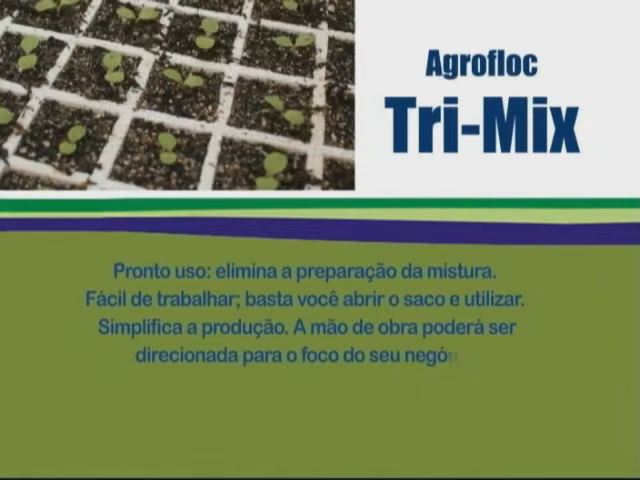 Agrofloc
Tri-Mix
Pronto uso: elimina a preparação da mistura.
Fácil de trabalhar; basta você abrir o saco e utilizar.
Simplifica a produção. A mão de obra poderá ser
direcionada para o foco do seu